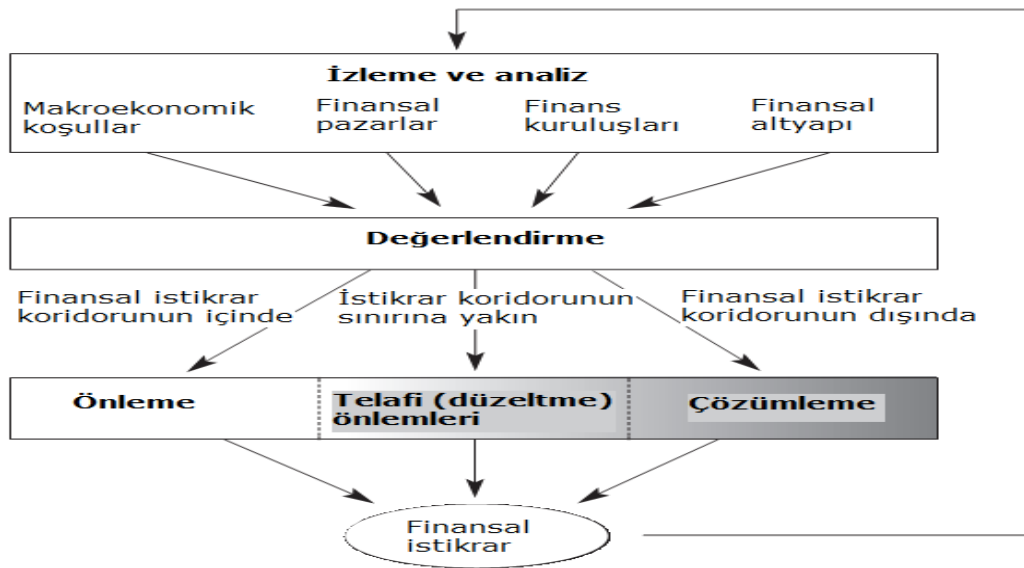 İzleme ve analiz
Makroekonomik
koşullar
Finansal
pazarlar
Finans
kuruluşları
Finansal
altyapı
Değerlendirme
Finansal istikrar
koridorunun içinde
İstikrar koridorunun
sınırına yakın
Finansal istikrar
koridorunun dışında
Önleme
Telafi (düzeltme)
önlemleri
Çözümleme
Finansal
istikrar